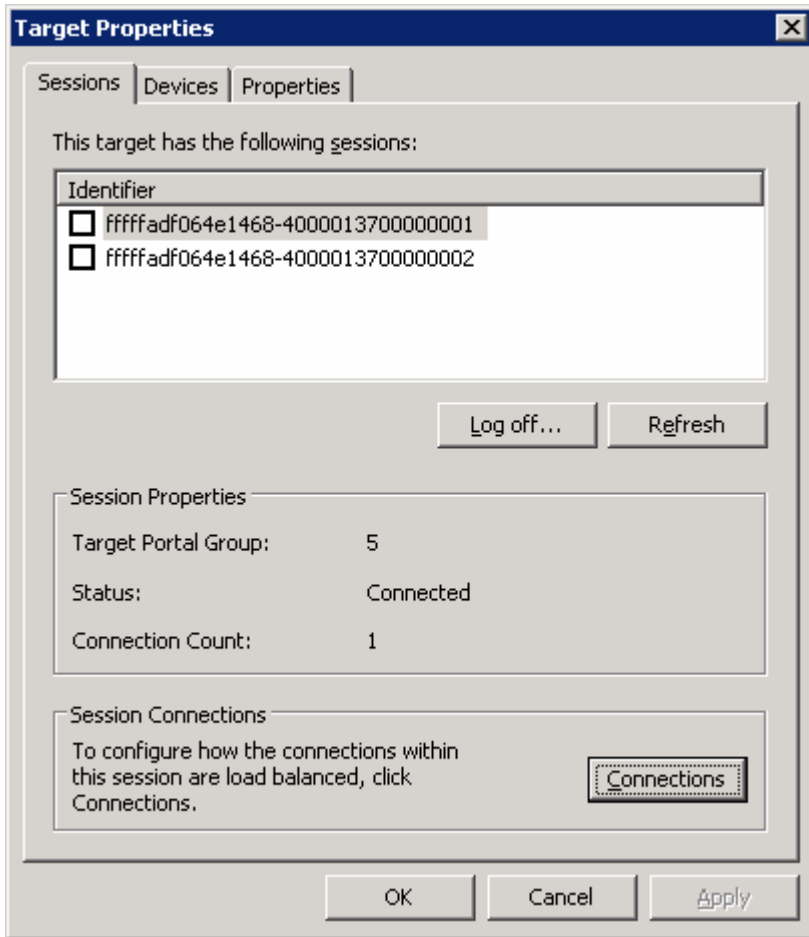 Target Properties
Sessions Devices Properties
This target has the following sessions:
Identifier
fffffadf064e1468-4000013700000001
fffffadf064e1468-4000013700000002
Log off... Refresh
Session Properties
Target Portal Group: 5
Status: Connected
Connection Count: 1
Session Connections
To configure how the connections within
this session are load balanced, click
Connections.
Connections
OK Cancel Apply